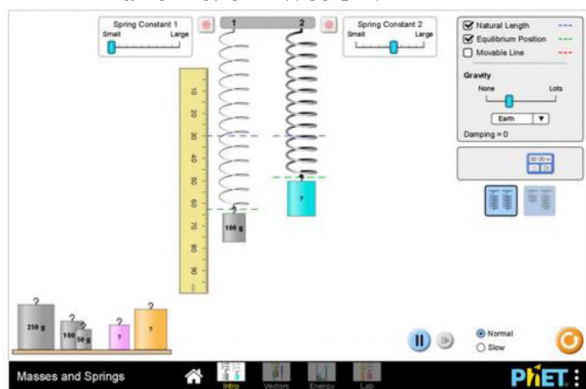 Spring Constant 1
Small Large
1 2
Spring Constant 2
Small Large
Natural Length
Equilibrium Position
Movable Line
Gravity
None Lots
Earth
Damping = 0
10
20
30
40
50
60
70
80
90
cm
100 g
?
250 g
100
50 g
?
?
Normal
Slow
Masses and Springs
Intro
Vectors
Energy
Lab
PhET